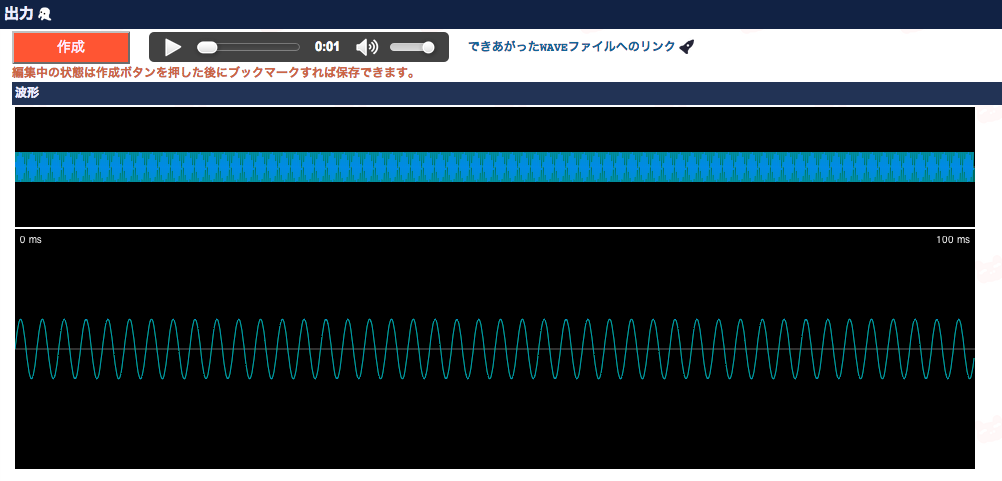 出力
作成
0:01
できあがったWAVEファイルへのリンク
編集中の状態は作成ボタンを押した後にブックマークすれば保存できます。
波形
0 ms
100 ms